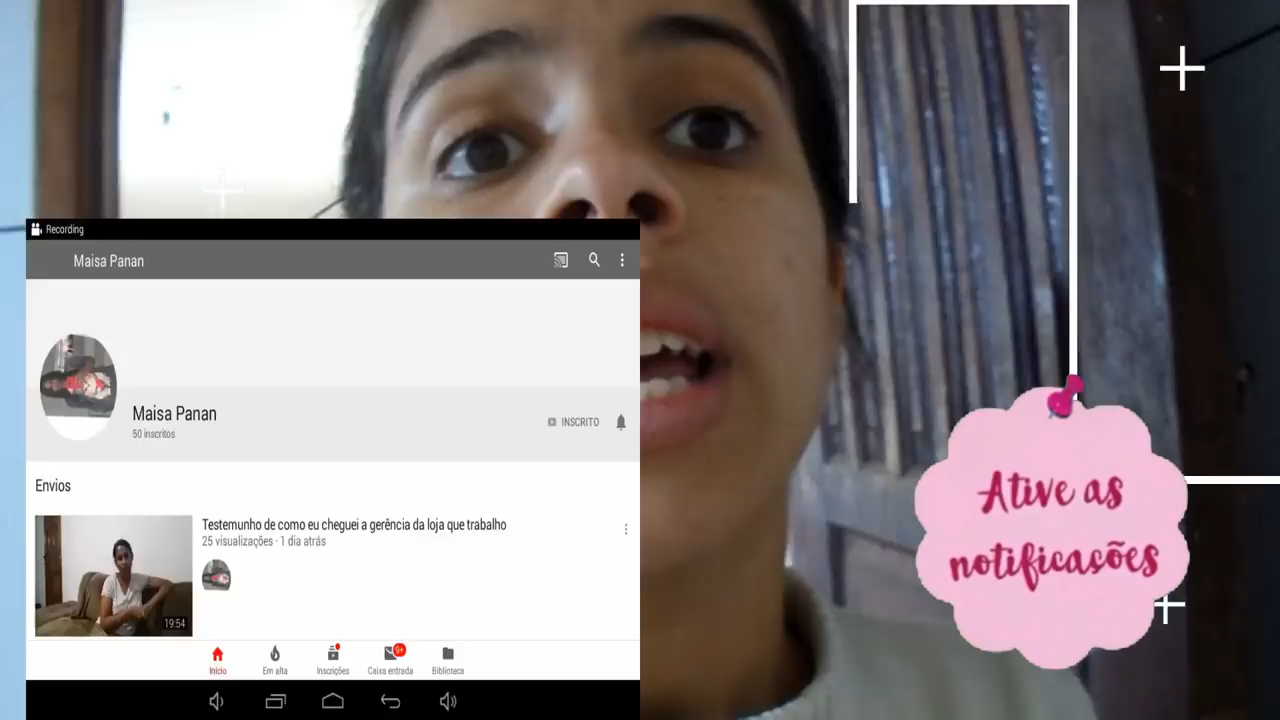 Recording
Maisa Panan
Maisa Panan
50 inscritos
INSCRITO
Envios
Testemunho de como eu cheguei a gerência da loja que trabalho
25 visualizações · 1 dia atrás
19:54
Início
Em alta
Inscrições
9+
Caixa entrada
Biblioteca
Ative as
notificações